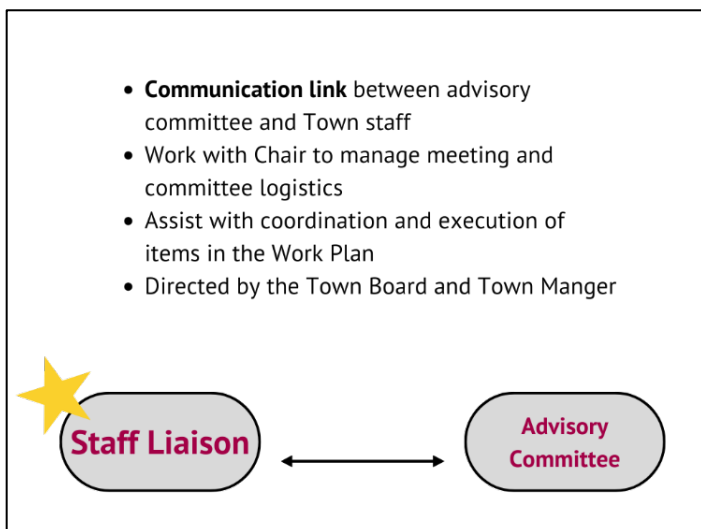 • Communication link between advisory
committee and Town staff
• Work with Chair to manage meeting and
committee logistics
• Assist with coordination and execution of
items in the Work Plan
• Directed by the Town Board and Town Manger
Staff Liaison
Advisory
Committee